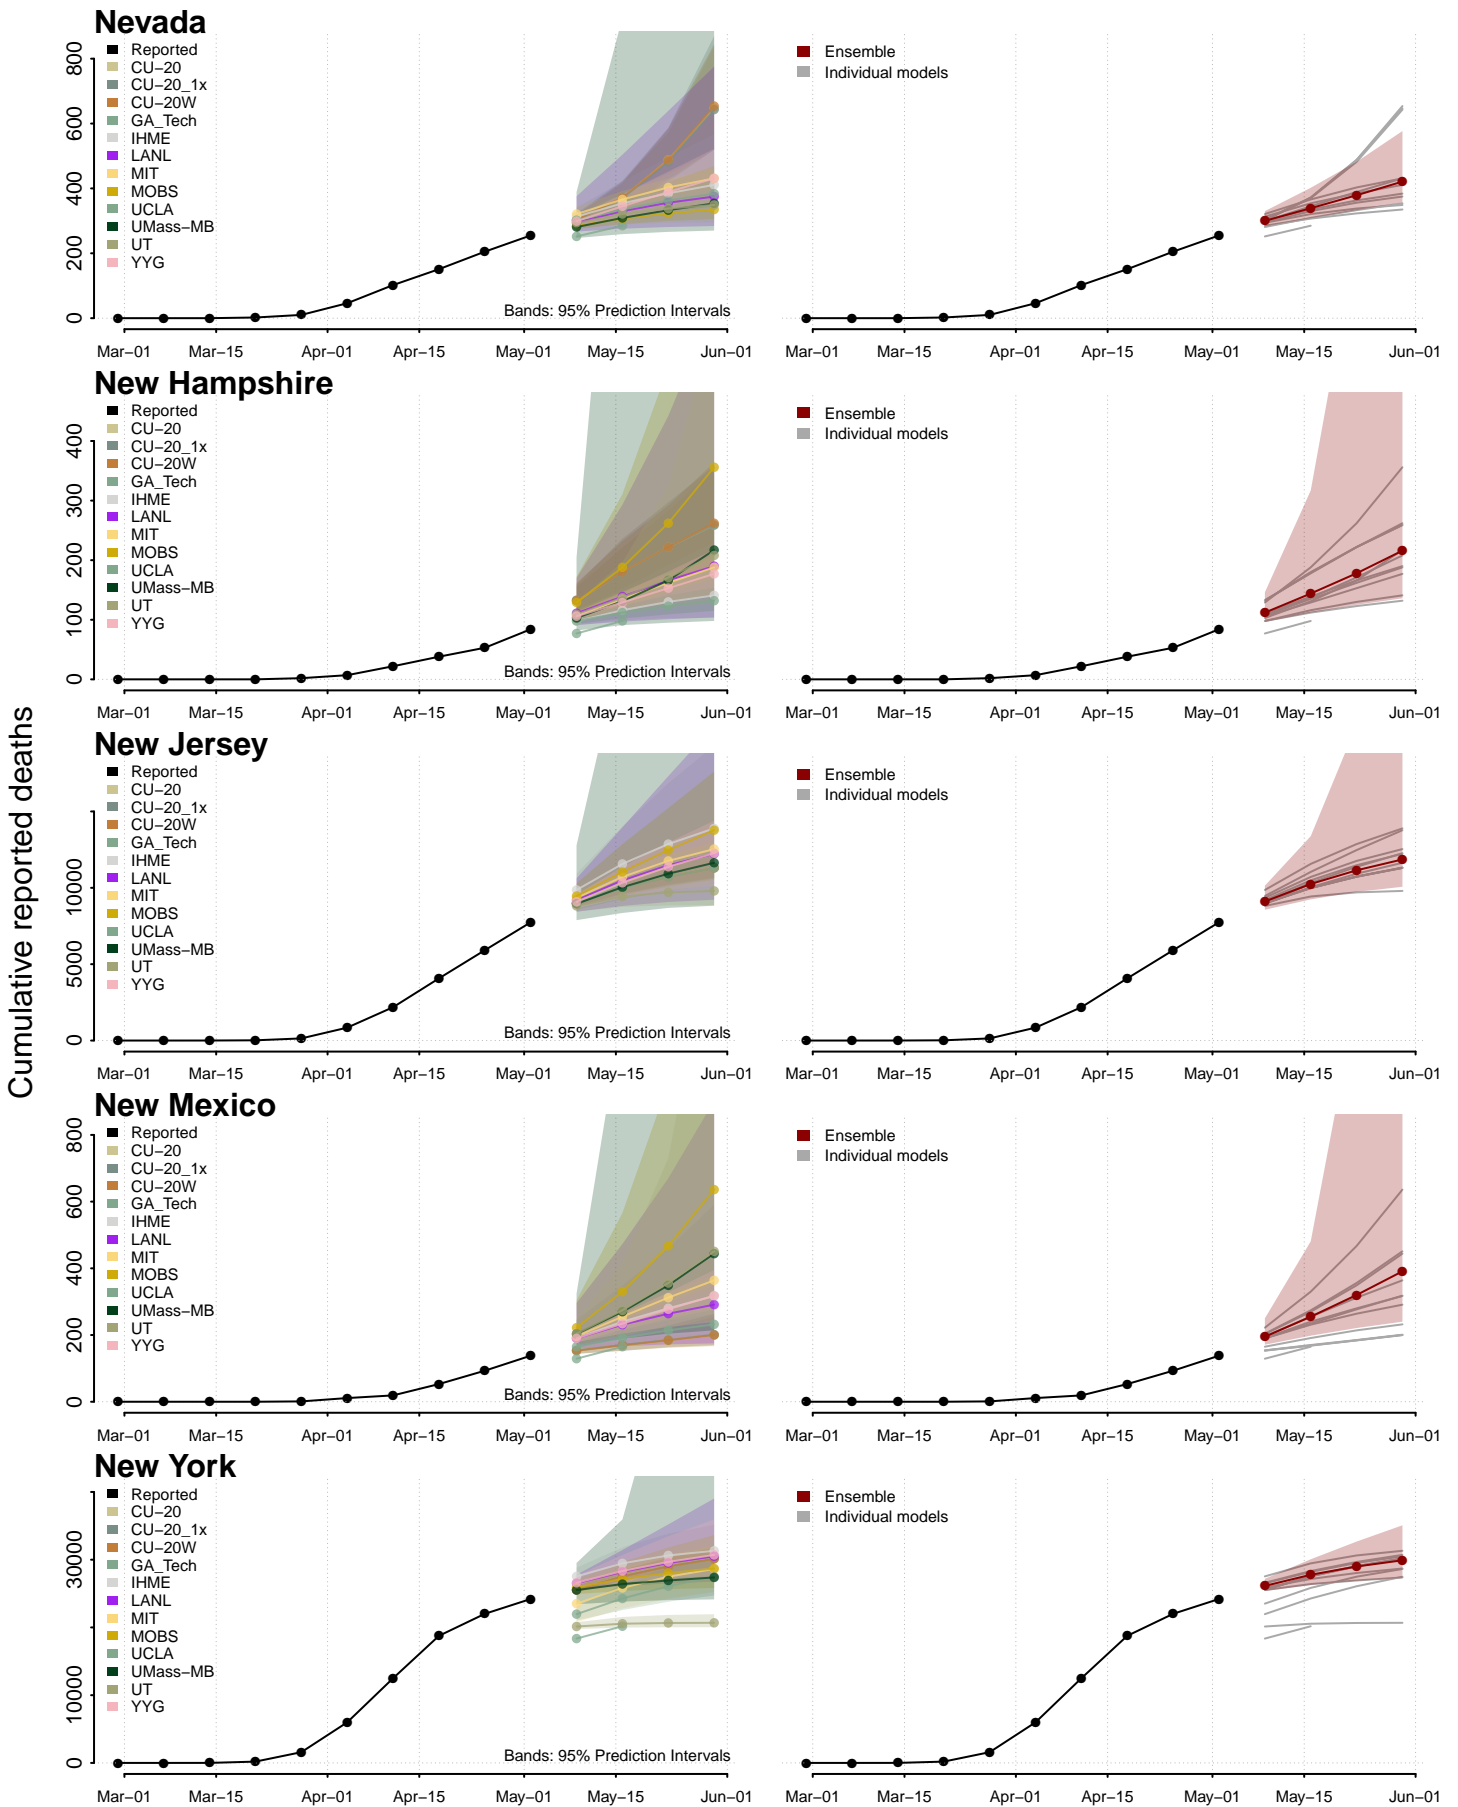 Cumulative reported deaths
Nevada
Reported
CU−20
CU−20_1x
CU−20W
GA_Tech
IHME
LANL
MIT
MOBS
UCLA
UMass−MB
UT
YYG
0 200 400 600 800
Bands: 95% Prediction Intervals
Mar−01 Mar−15 Apr−01 Apr−15 May−01 May−15 Jun−01
Ensemble
Individual models
Mar−01 Mar−15 Apr−01 Apr−15 May−01 May−15 Jun−01
New Hampshire
Reported
CU−20
CU−20_1x
CU−20W
GA_Tech
IHME
LANL
MIT
MOBS
UCLA
UMass−MB
UT
YYG
0 100 200 300 400
Bands: 95% Prediction Intervals
Mar−01 Mar−15 Apr−01 Apr−15 May−01 May−15 Jun−01
Ensemble
Individual models
Mar−01 Mar−15 Apr−01 Apr−15 May−01 May−15 Jun−01
New Jersey
Reported
CU−20
CU−20_1x
CU−20W
GA_Tech
IHME
LANL
MIT
MOBS
UCLA
UMass−MB
UT
YYG
0 5000 10000
Bands: 95% Prediction Intervals
Mar−01 Mar−15 Apr−01 Apr−15 May−01 May−15 Jun−01
Ensemble
Individual models
Mar−01 Mar−15 Apr−01 Apr−15 May−01 May−15 Jun−01
New Mexico
Reported
CU−20
CU−20_1x
CU−20W
GA_Tech
IHME
LANL
MIT
MOBS
UCLA
UMass−MB
UT
YYG
0 200 400 600 800
Bands: 95% Prediction Intervals
Mar−01 Mar−15 Apr−01 Apr−15 May−01 May−15 Jun−01
Ensemble
Individual models
Mar−01 Mar−15 Apr−01 Apr−15 May−01 May−15 Jun−01
New York
Reported
CU−20
CU−20_1x
CU−20W
GA_Tech
IHME
LANL
MIT
MOBS
UCLA
UMass−MB
UT
YYG
0 10000 30000
Bands: 95% Prediction Intervals
Mar−01 Mar−15 Apr−01 Apr−15 May−01 May−15 Jun−01
Ensemble
Individual models
Mar−01 Mar−15 Apr−01 Apr−15 May−01 May−15 Jun−01